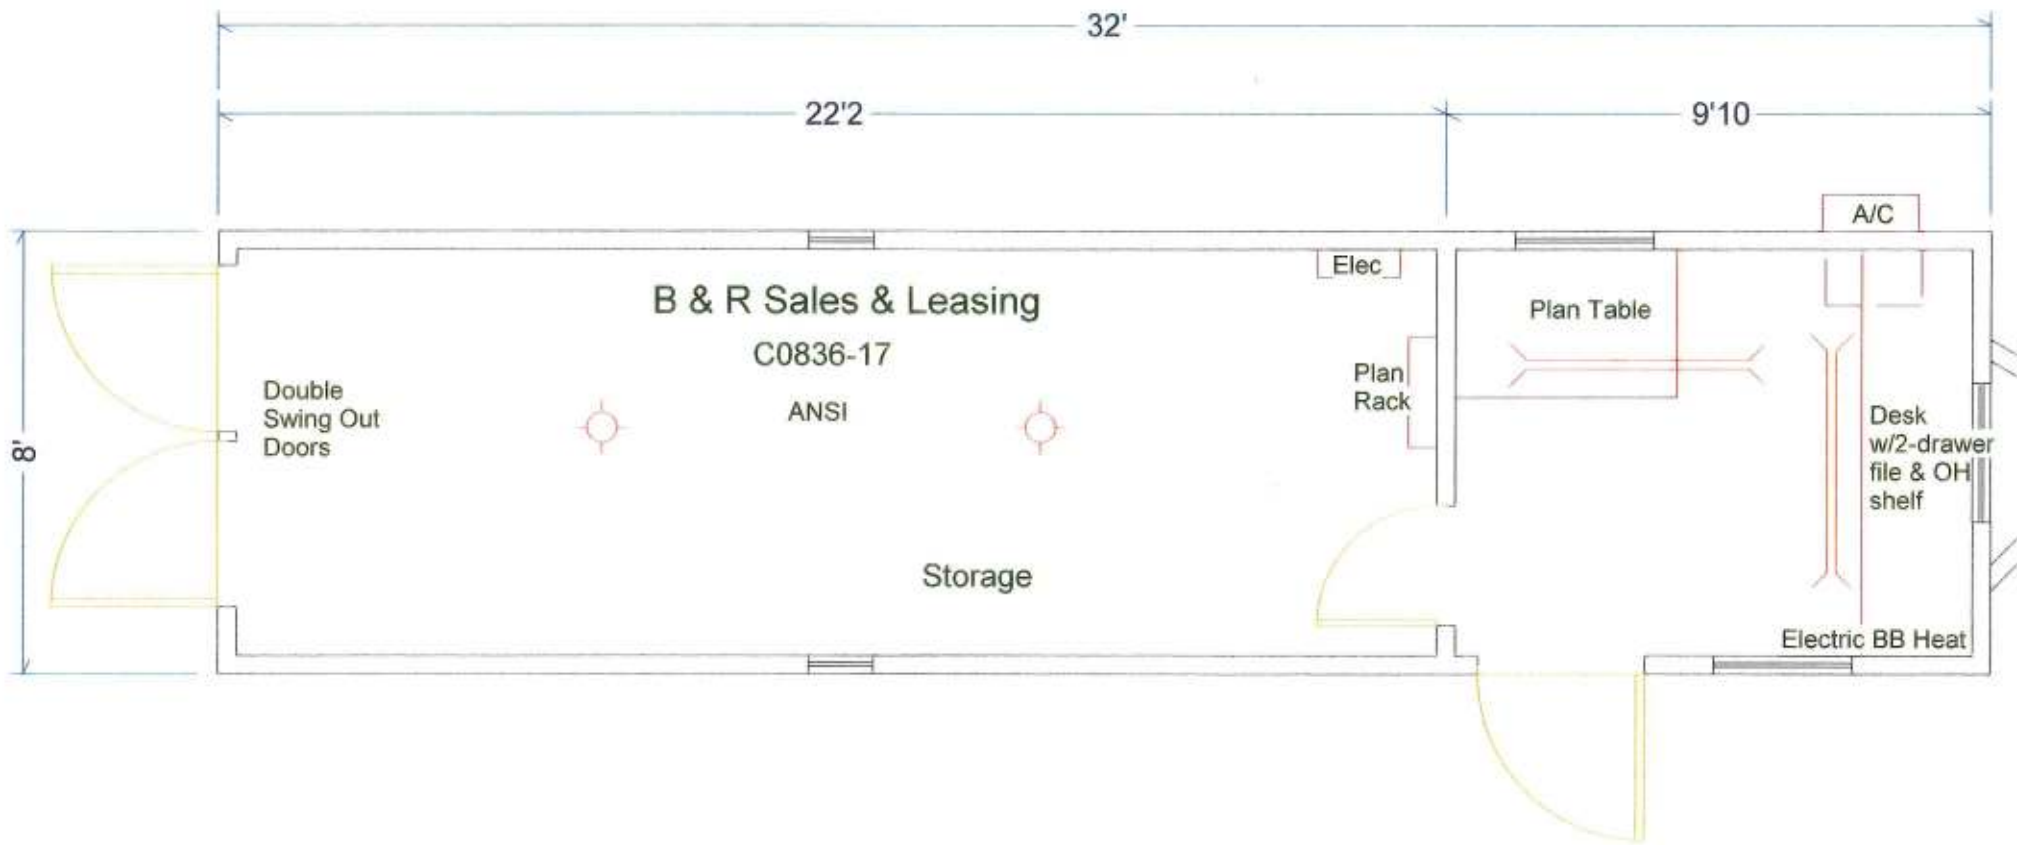 32'
22'2
9'10
A/C
Elec
B & R Sales & Leasing
Plan Table
C0836-17
Plan
Rack
Double
Swing Out
Doors
ANSI
Desk
w/2-drawer
file & OH
shelf
8'
Storage
Electric BB Heat